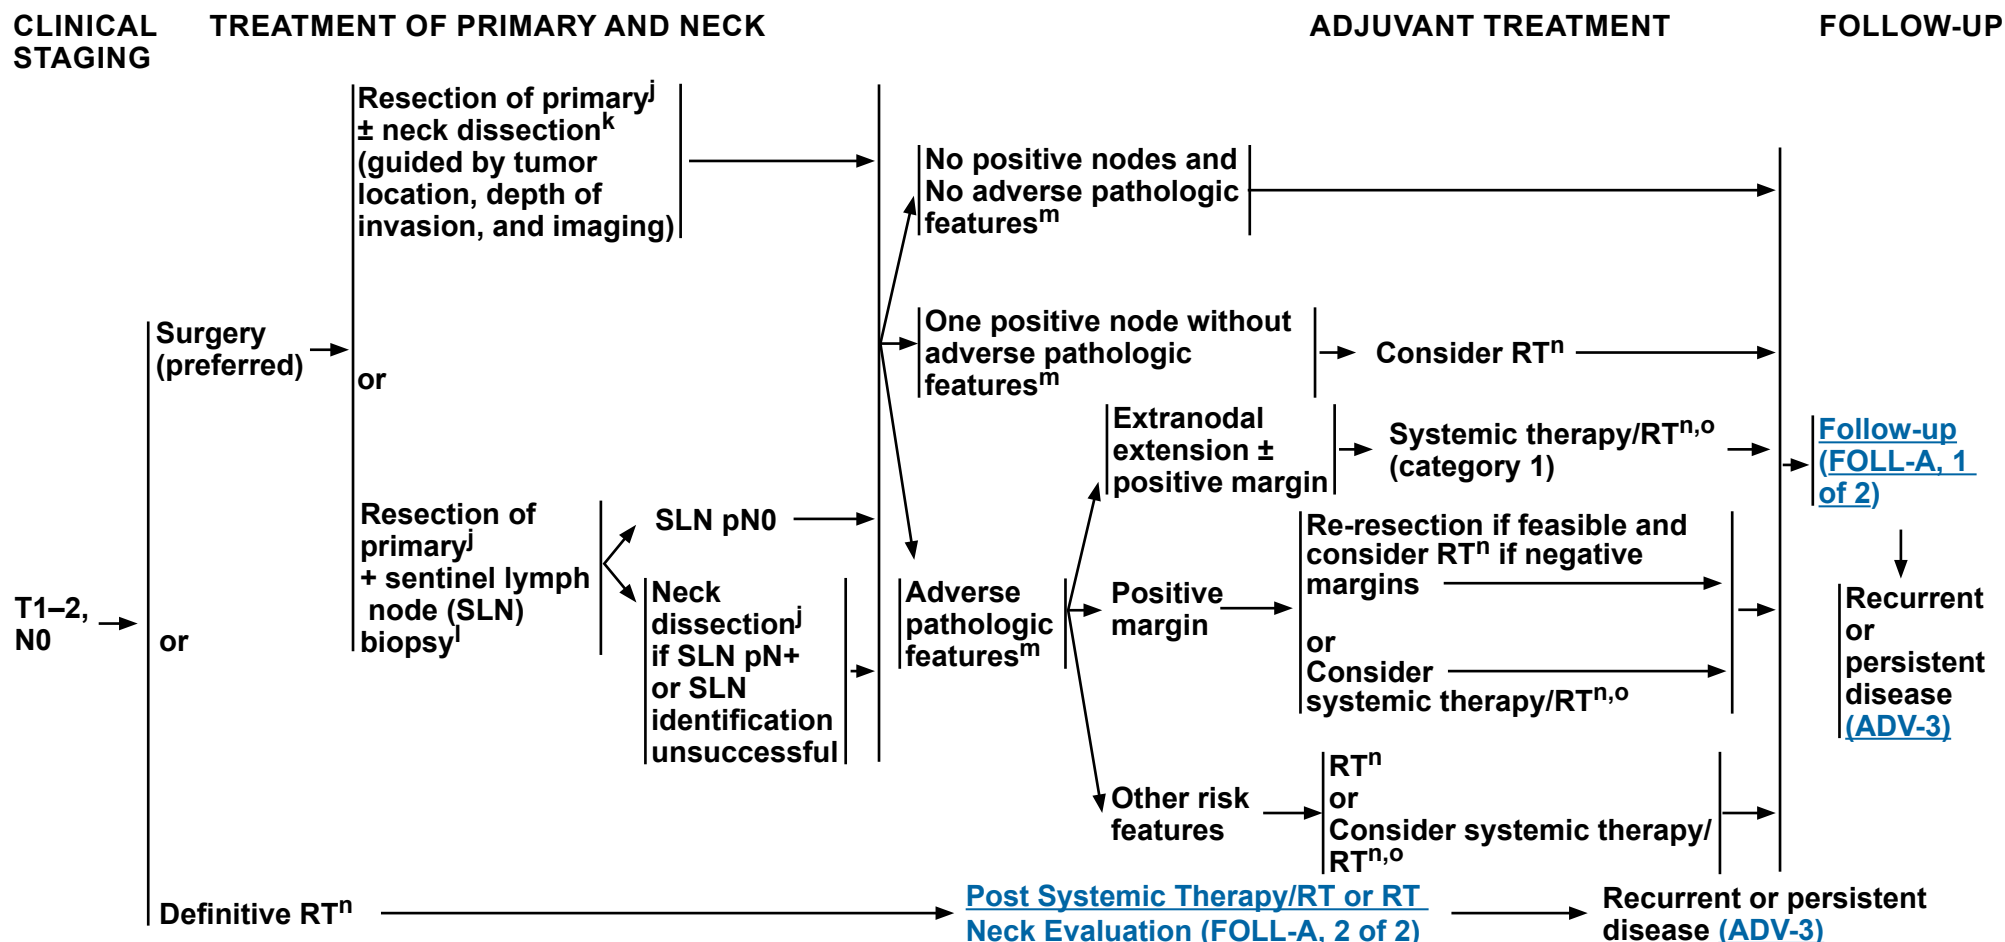 CLINICAL STAGING
TREATMENT OF PRIMARY AND NECK
ADJUVANT TREATMENT
FOLLOW-UP
T1–2,
N0
Surgery
(preferred)
or
Definitive RTⁿ
Resection of primaryʲ
± neck dissectionᵏ
(guided by tumor
location, depth of
invasion, and imaging)
or
Resection of
primaryʲ
+ sentinel lymph
node (SLN)
biopsyˡ
SLN pN0
Neck
dissectionʲ
if SLN pN+
or SLN
identification
unsuccessful
No positive nodes and
No adverse pathologic
featuresᵐ
One positive node without
adverse pathologic
featuresᵐ
Consider RTⁿ
Adverse
pathologic
featuresᵐ
Extranodal
extension ±
positive margin
Systemic therapy/RTⁿ,ᵒ
(category 1)
Positive
margin
Re-resection if feasible and
consider RTⁿ if negative
margins
or
Consider
systemic therapy/RTⁿ,ᵒ
Other risk
features
RTⁿ
or
Consider systemic therapy/
RTⁿ,ᵒ
Follow-up
(FOLL-A, 1
of 2)
Recurrent
or
persistent
disease
(ADV-3)
Post Systemic Therapy/RT or RT
Neck Evaluation (FOLL-A, 2 of 2)
Recurrent or persistent
disease (ADV-3)